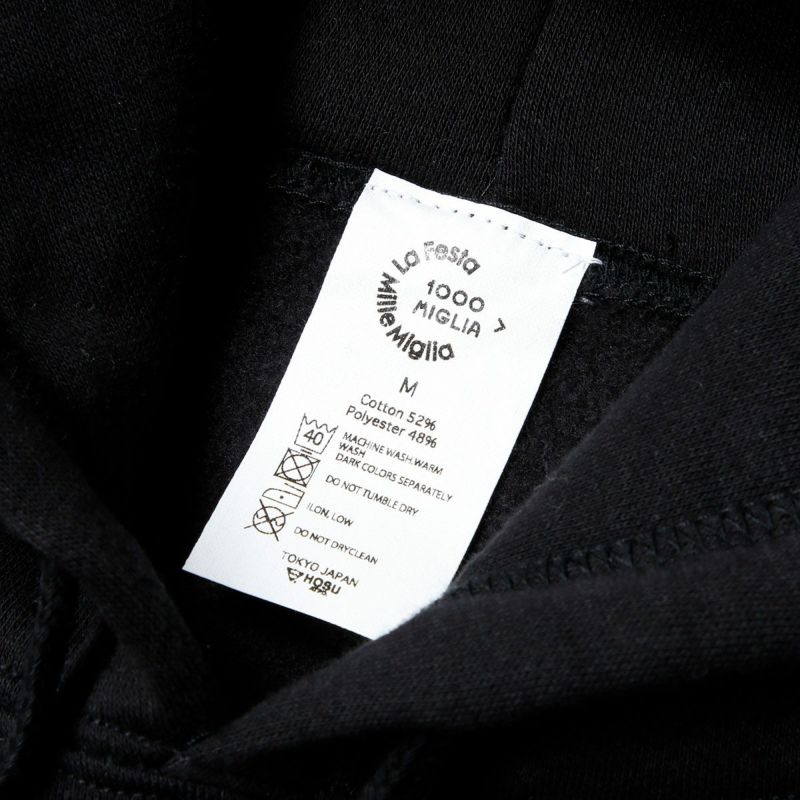 La Festa
Mille Miglia
1000
MIGLIA
M
Cotton 52%
Polyester 48%
40
MACHINE WASH,WARM
WASH
DARK COLORS SEPARATELY
DO NOT TUMBLE DRY
ILON, LOW
DO NOT DRYCLEAN
TOKYO JAPAN
HOSU